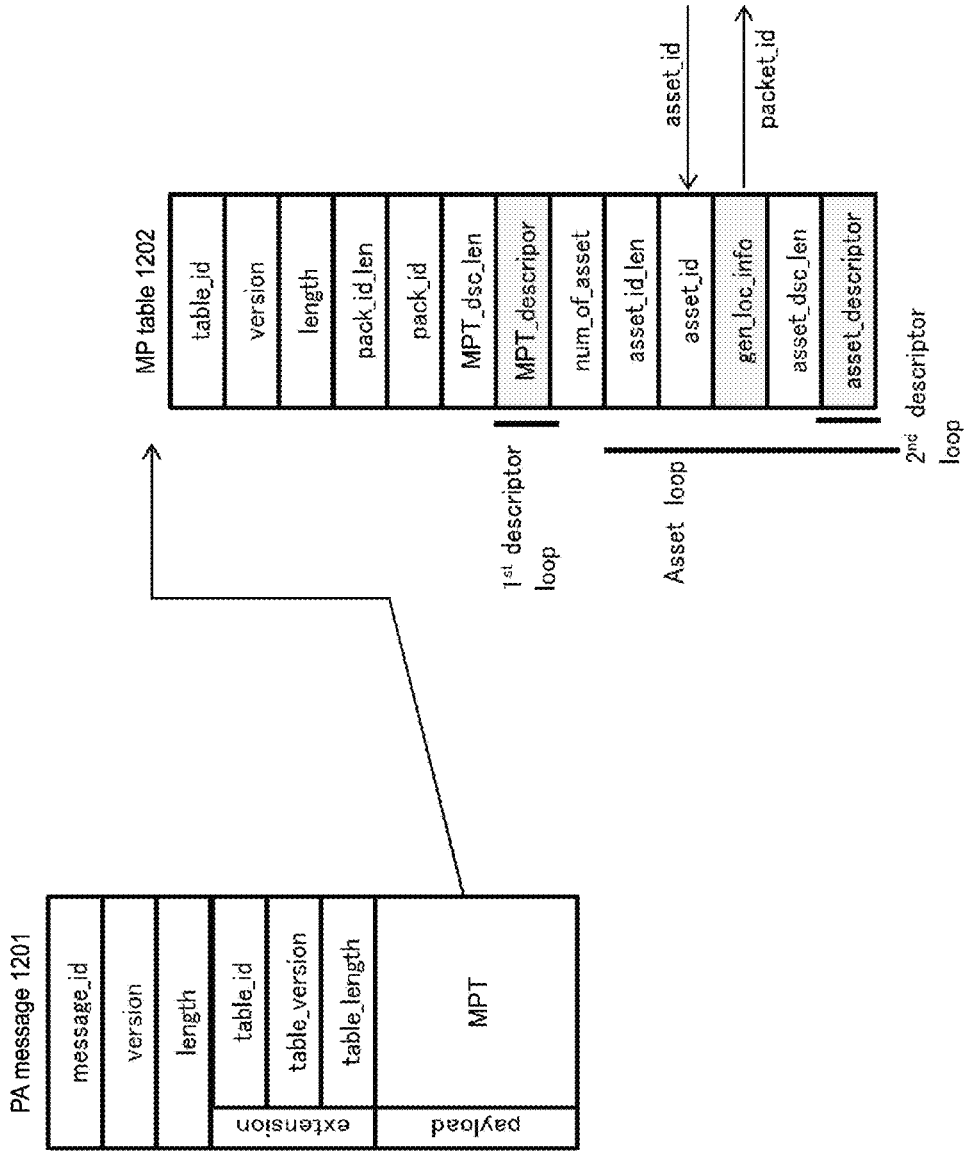 PA message 1201
message_id
version
length
extension
table_id
table_version
table_length
payload
MPT
MP table 1202
table_id
version
length
pack_id_len
pack_id
MPT_dsc_len
MPT_descripor
num_of_asset
asset_id_len
asset_id
gen_loc_info
asset_dsc_len
asset_descriptor
1st descriptor
loop
Asset loop
2nd descriptor
loop
asset_id
packet_id